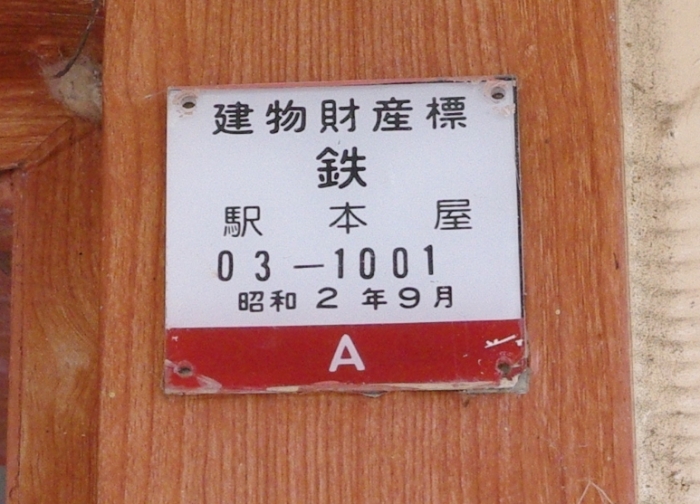 建物財産標
鉄
駅本屋
03-1001
昭和2年9月
A